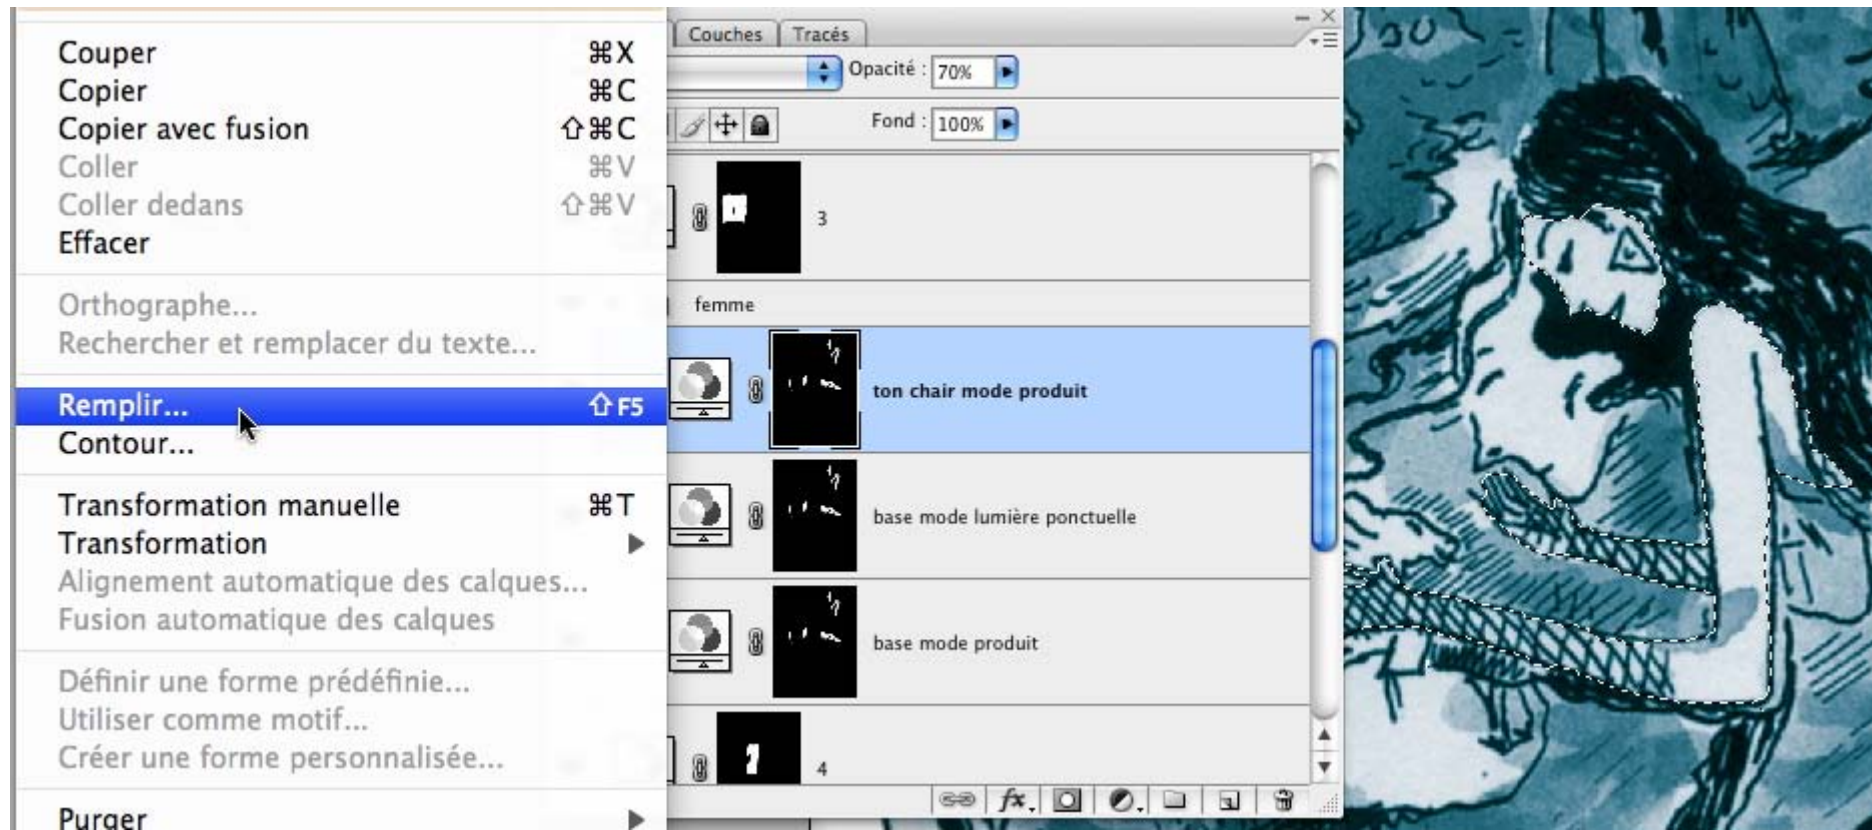 Couper ⌘X
Copier ⌘C
Copier avec fusion ⇧⌘C
Coller ⌘V
Coller dedans ⇧⌘V
Effacer
Orthographe...
Rechercher et remplacer du texte...
Remplir... ⇧F5
Contour...
Transformation manuelle ⌘T
Transformation
Alignement automatique des calques...
Fusion automatique des calques
Définir une forme prédéfinie...
Utiliser comme motif...
Créer une forme personnalisée...
Purger
Couches Tracés
Opacité : 70%
Fond : 100%
3
femme
ton chair mode produit
base mode lumière ponctuelle
base mode produit
4
fx